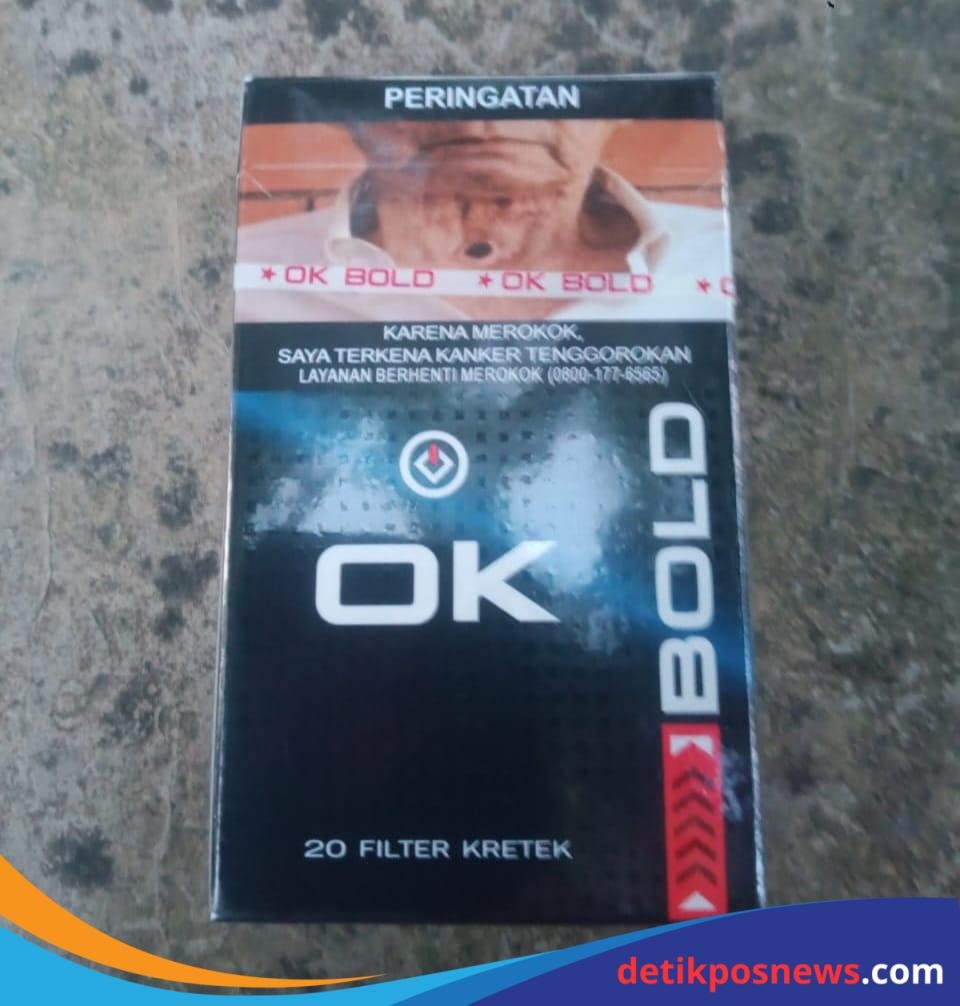 PERINGATAN
★OK BOLD ★OK BOLD ★
KARENA MEROKOK,
SAYA TERKENA KANKER TENGGOROKAN
LAYANAN BERHENTI MEROKOK (0800-177-6565)
OK
BOLD
20 FILTER KRETEK
detikposnews.com